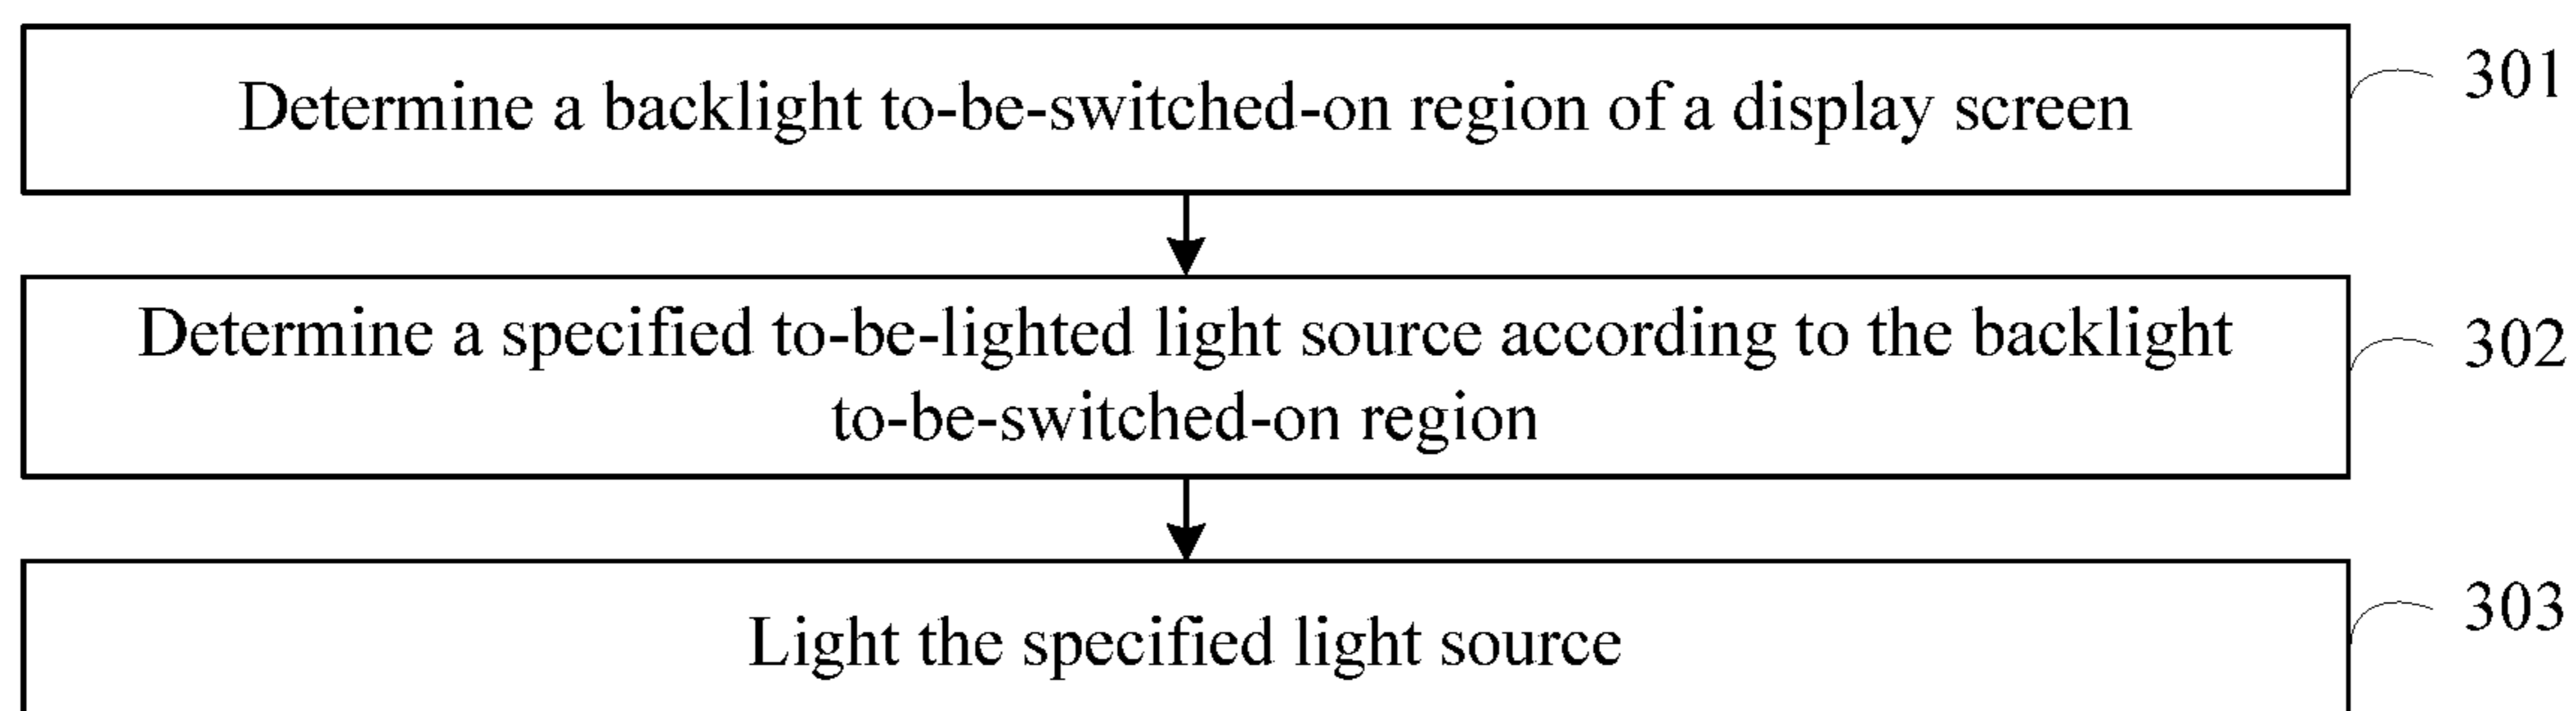 Determine a backlight to-be-switched-on region of a display screen
301
Determine a specified to-be-lighted light source according to the backlight
to-be-switched-on region
302
Light the specified light source
303